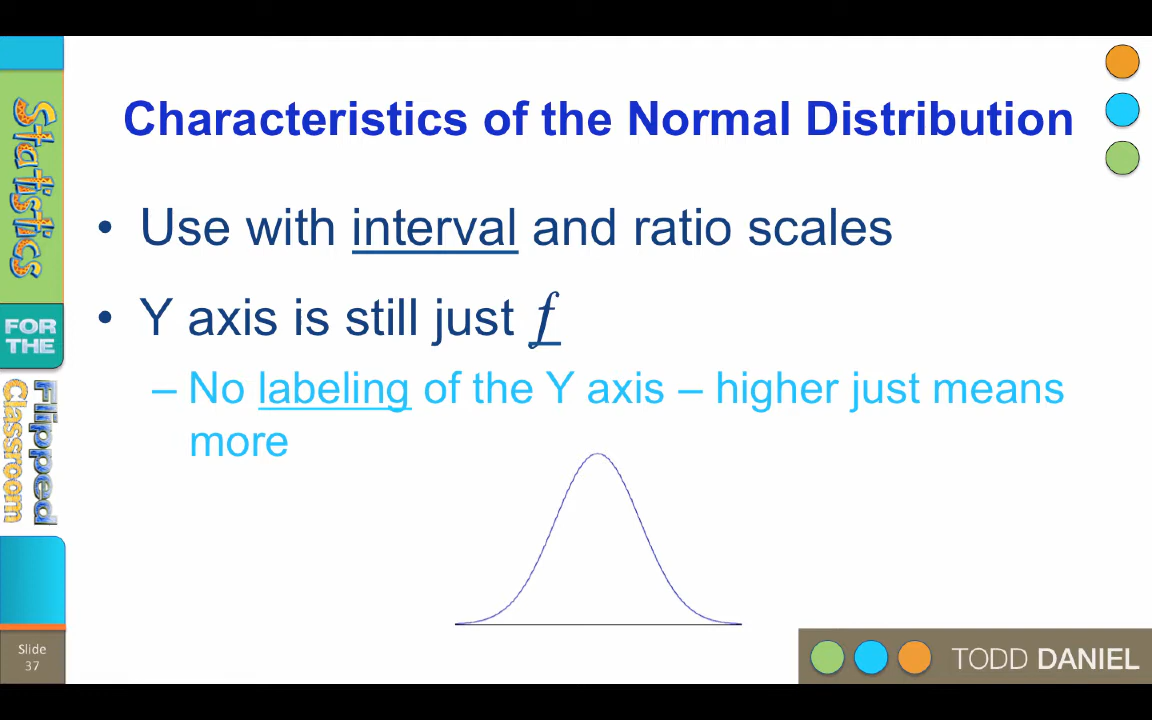 Characteristics of the Normal Distribution
• Use with interval and ratio scales
• Y axis is still just f
– No labeling of the Y axis – higher just means
more
Statistics
FOR
THE
Flipped
Classroom
Slide
37
TODD DANIEL